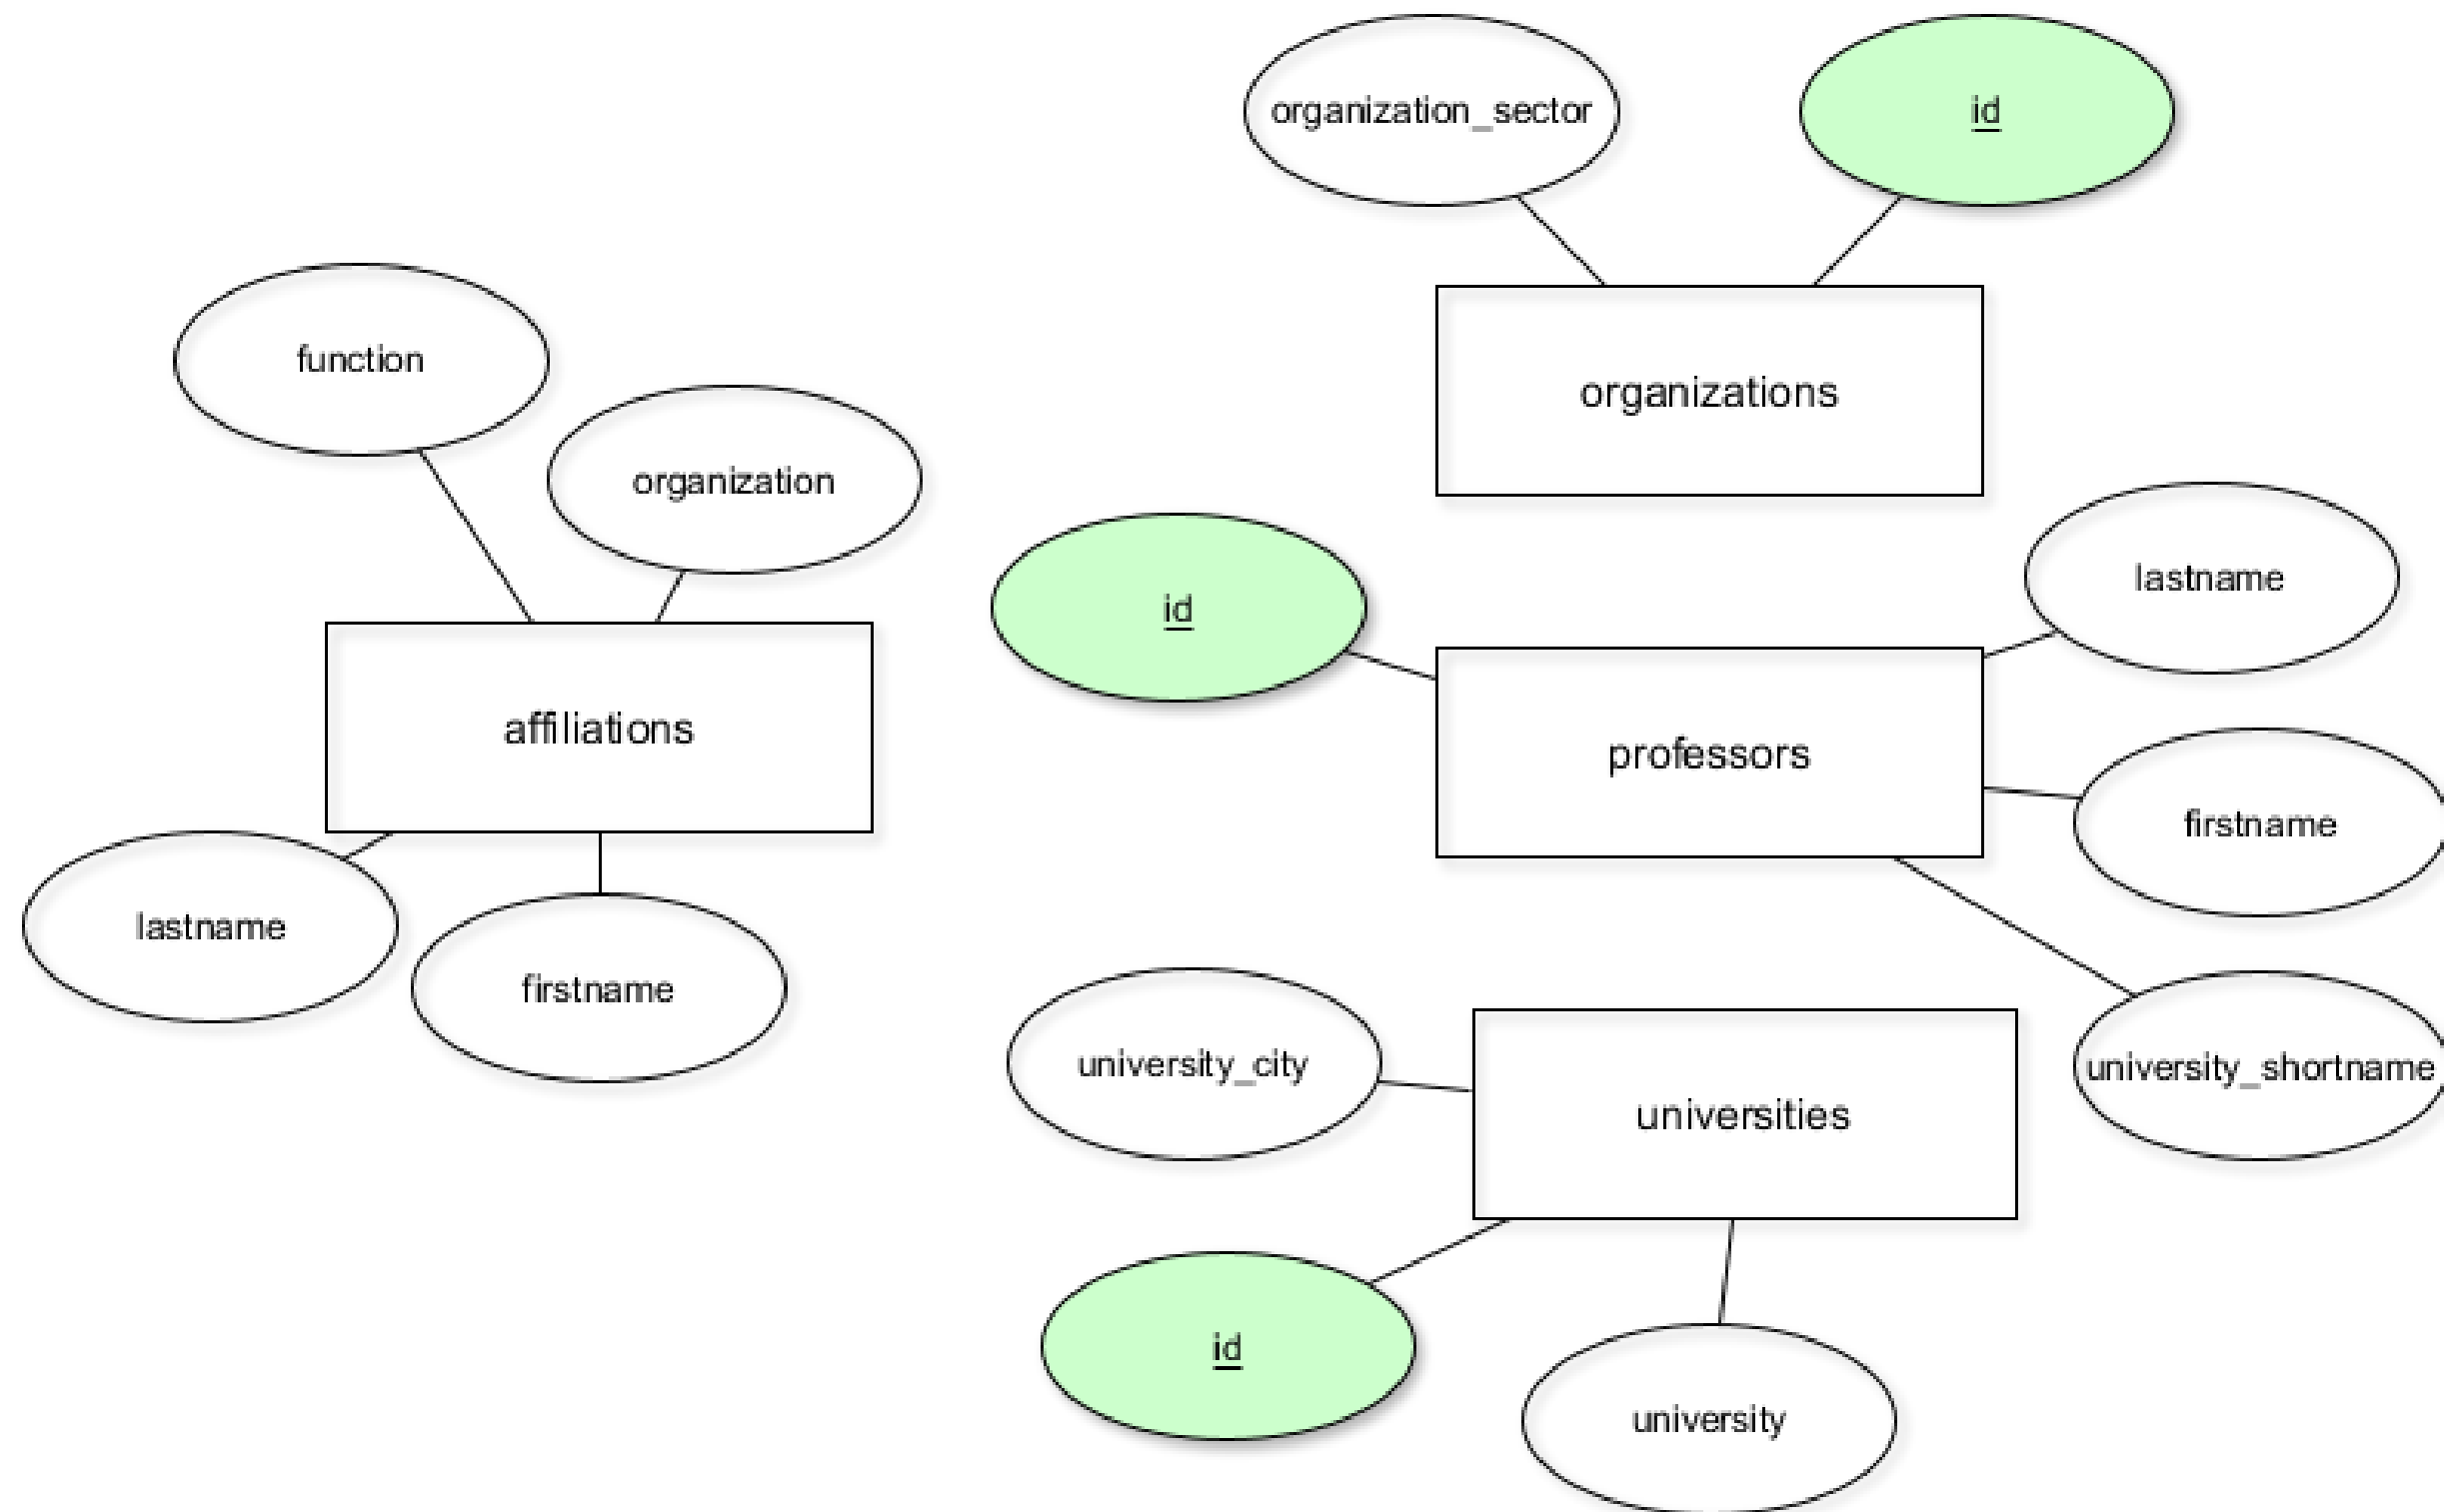 organization_sector
id
organizations
function
organization
affiliations
lastname
firstname
id
professors
lastname
firstname
university_shortname
university_city
universities
id
university